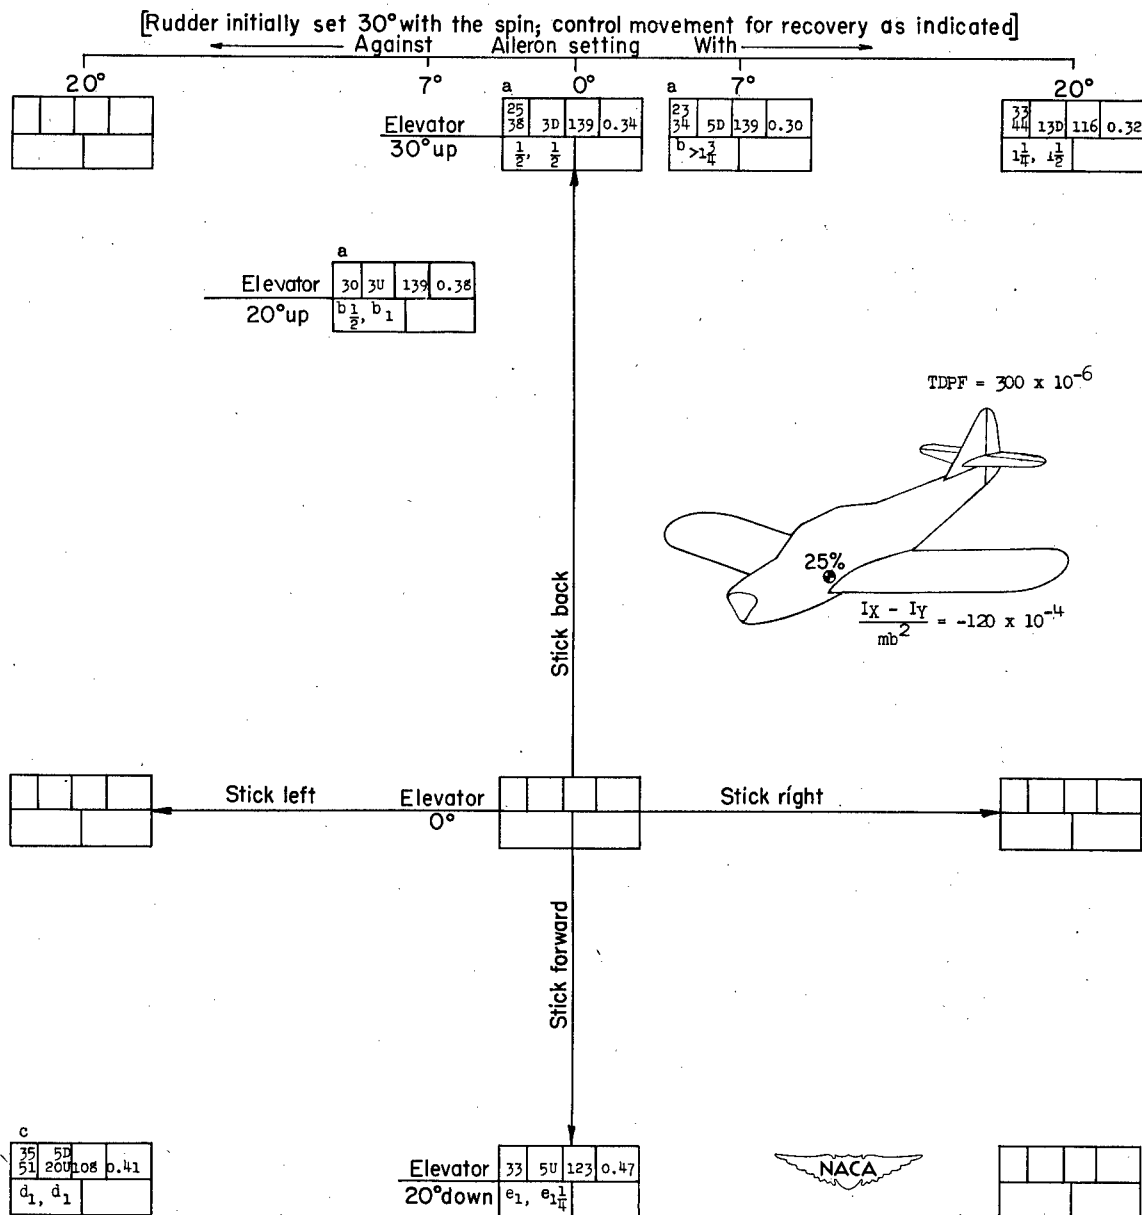 [Rudder initially set 30° with the spin; control movement for recovery as indicated]
Against Aileron setting With
20° 7° 0° 7° 20°
a a
Elevator
30° up
25
38 3D 139 0.34
1/2, 1/2
23
34 5D 139 0.30
b >1 3/4
33
44 13D 116 0.32
1 1/4, 1 1/2
a
Elevator
20° up
30 3U 139 0.38
b 1/2, b 1
TDPF = 300 x 10^-6
25%
I_X - I_Y
mb^2
= -120 x 10^-4
Stick back
Stick left
Elevator
0°
Stick right
Stick forward
c
35 5D
51 20U 108 0.41
d 1, d 1
Elevator
20° down
33 5U 123 0.47
e 1, e 1 1/4
NACA